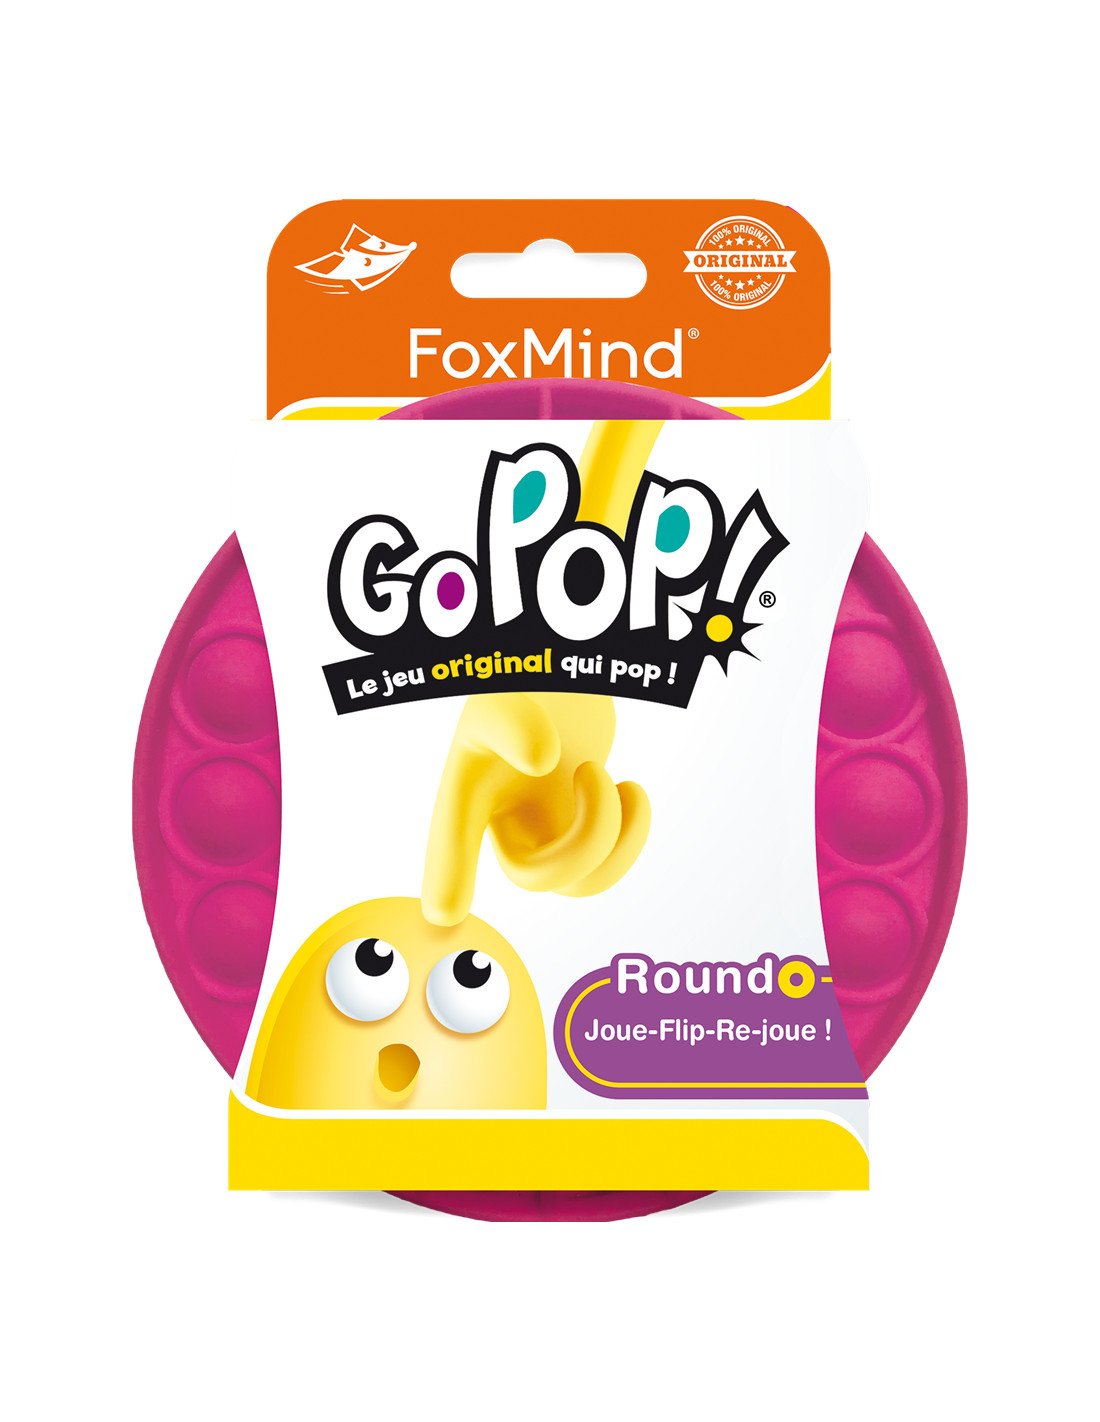 100% ORIGINAL
ORIGINAL
100% ORIGINAL
FoxMind®
GoPoP!®
Le jeu original qui pop !
Roundo
Joue-Flip-Re-joue !